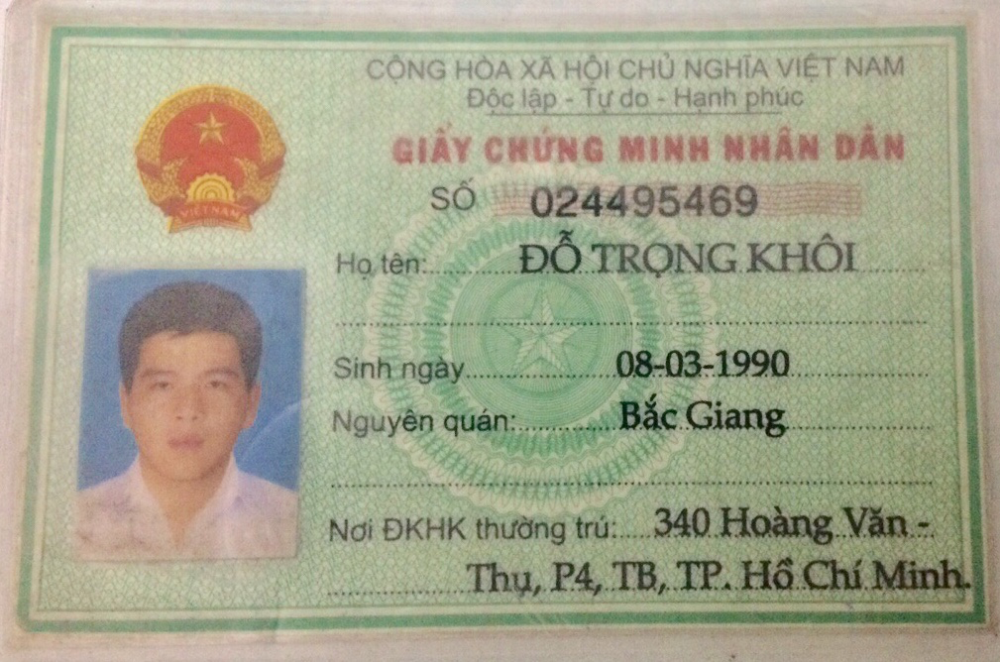 CỘNG HÒA XÃ HỘI CHỦ NGHĨA VIỆT NAM
Độc lập - Tự do - Hạnh phúc
GIẤY CHỨNG MINH NHÂN DÂN
SỐ 024495469
VIỆT NAM
Họ tên: ĐỖ TRỌNG KHÔI
Sinh ngày 08-03-1990
Nguyên quán: Bắc Giang
Nơi ĐKHK thường trú: 340 Hoàng Văn -
Thụ, P4, TB, TP. Hồ Chí Minh.